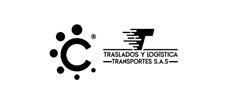 C®
T
TRASLADOS Y LOGÍSTICA
TRANSPORTES S.A.S